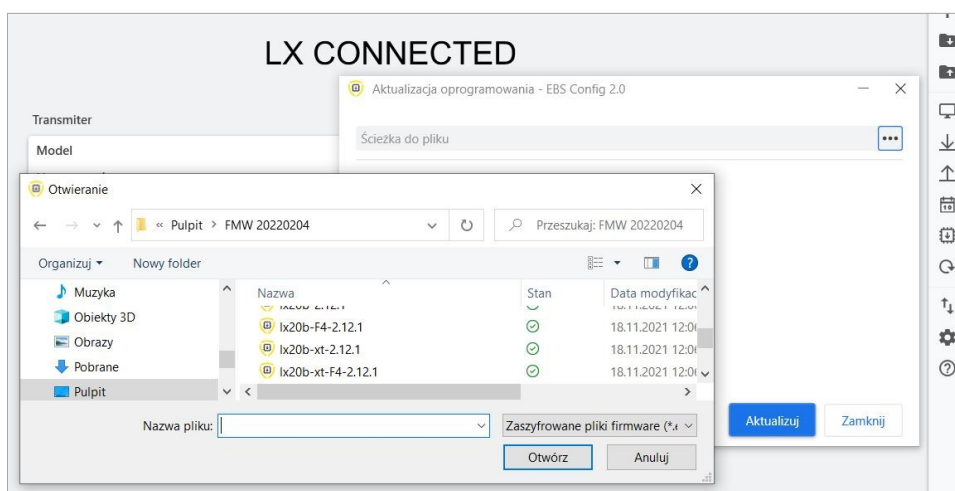 LX CONNECTED
Aktualizacja oprogramowania - EBS Config 2.0
Transmiter
Ścieżka do pliku
Model
Otwieranie
« Pulpit > FMW 20220204
Przeszukaj: FMW 20220204
Organizuj
Nowy folder
Muzyka
Obiekty 3D
Obrazy
Pobrane
Pulpit
Nazwa
Stan
Data modyfikac
lx20b-F4-2.12.1
18.11.2021 12:0
lx20b-xt-2.12.1
18.11.2021 12:0
lx20b-xt-F4-2.12.1
18.11.2021 12:0
Nazwa pliku:
Zaszyfrowane pliki firmware (*.e
Aktualizuj
Zamknij
Otwórz
Anuluj